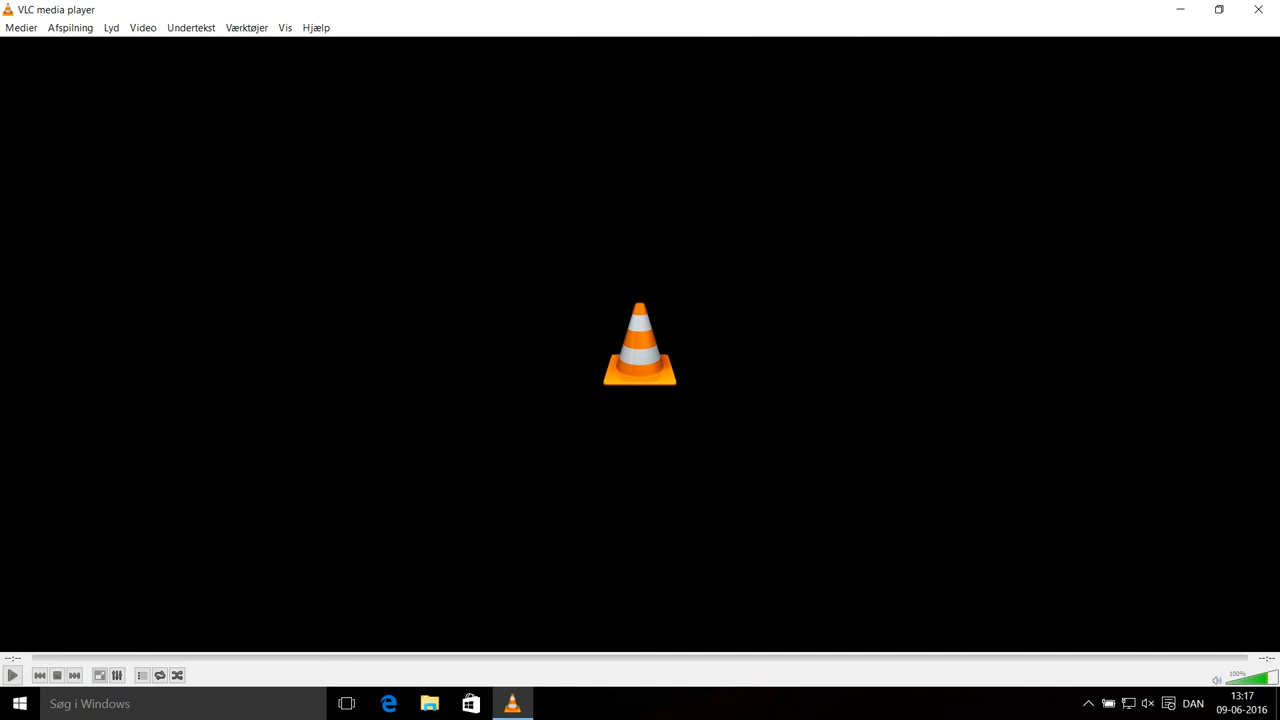 VLC media player
Medier Afspilning Lyd Video Undertekst Værktøjer Vis Hjælp
--:-- --:--
100%
Søg i Windows
DAN
13:17
09-06-2016